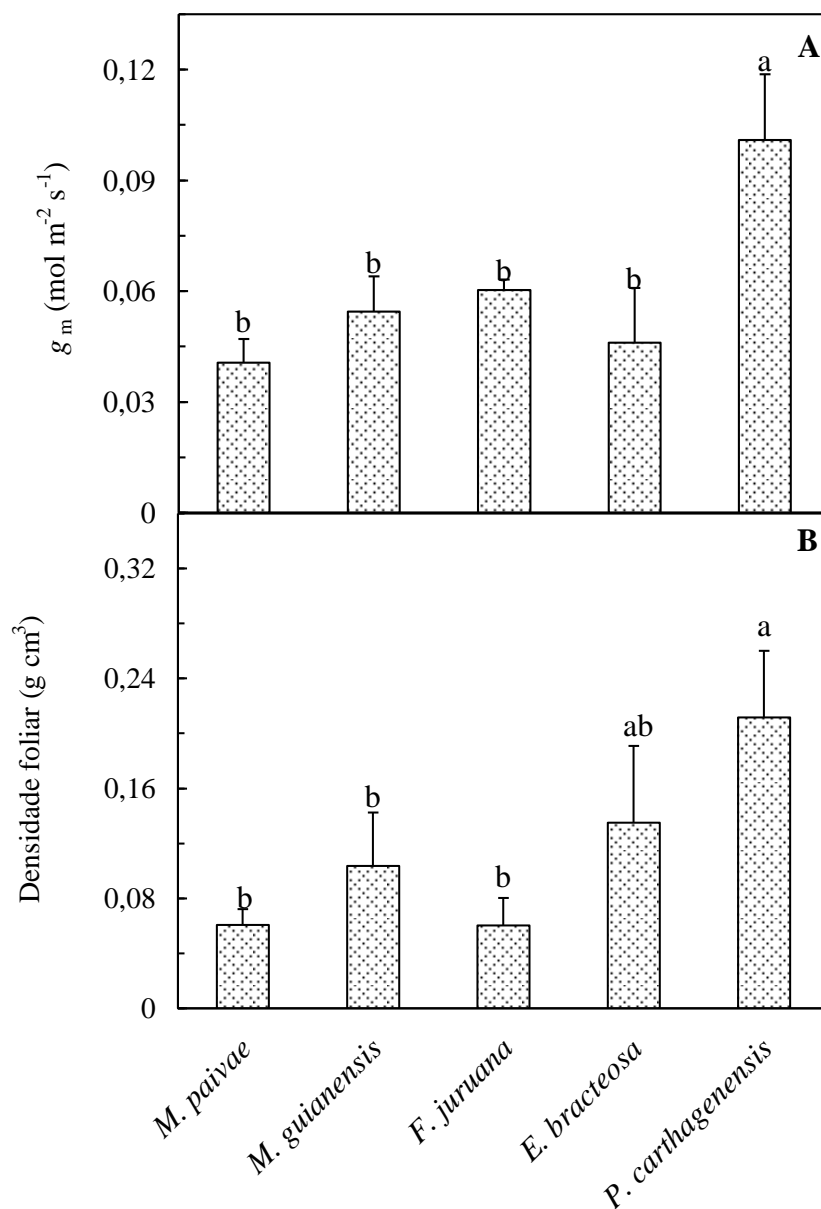 A
0,12
a
0,09
g m (mol m-2 s-1)
b
b
b
b
0,06
0,03
0
B
0,32
a
0,24
Densidade foliar (g cm3)
ab
0,16
b
b
b
0,08
0
M. paivae
M. guianensis
F. juruana
E. bracteosa
P. carthagenensis